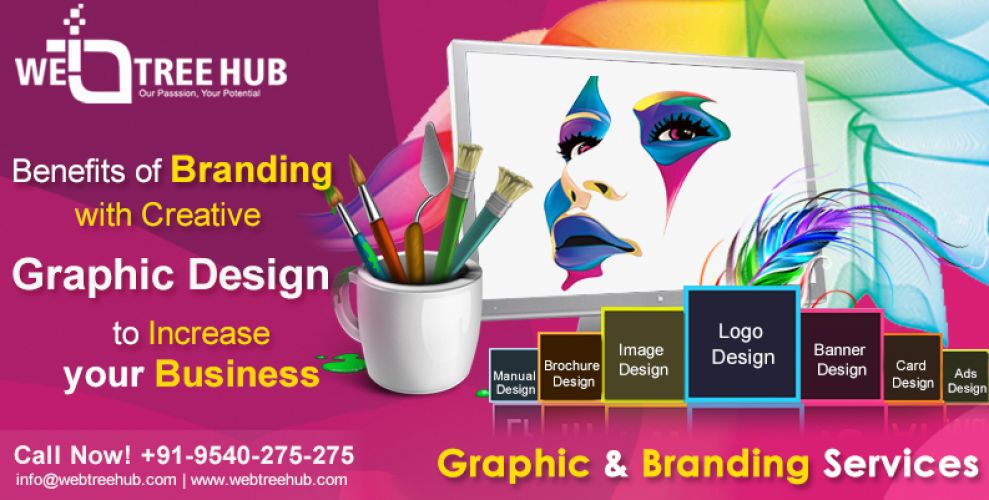 WEB TREE HUB
Our Passsion, Your Potential
Benefits of Branding
with Creative
Graphic Design
to Increase
your Business
Manual
Design
Brochure
Design
Image
Design
Logo
Design
Banner
Design
Card
Design
Ads
Design
Call Now! +91-9540-275-275
info@webtreehub.com | www.webtreehub.com
Graphic & Branding Services